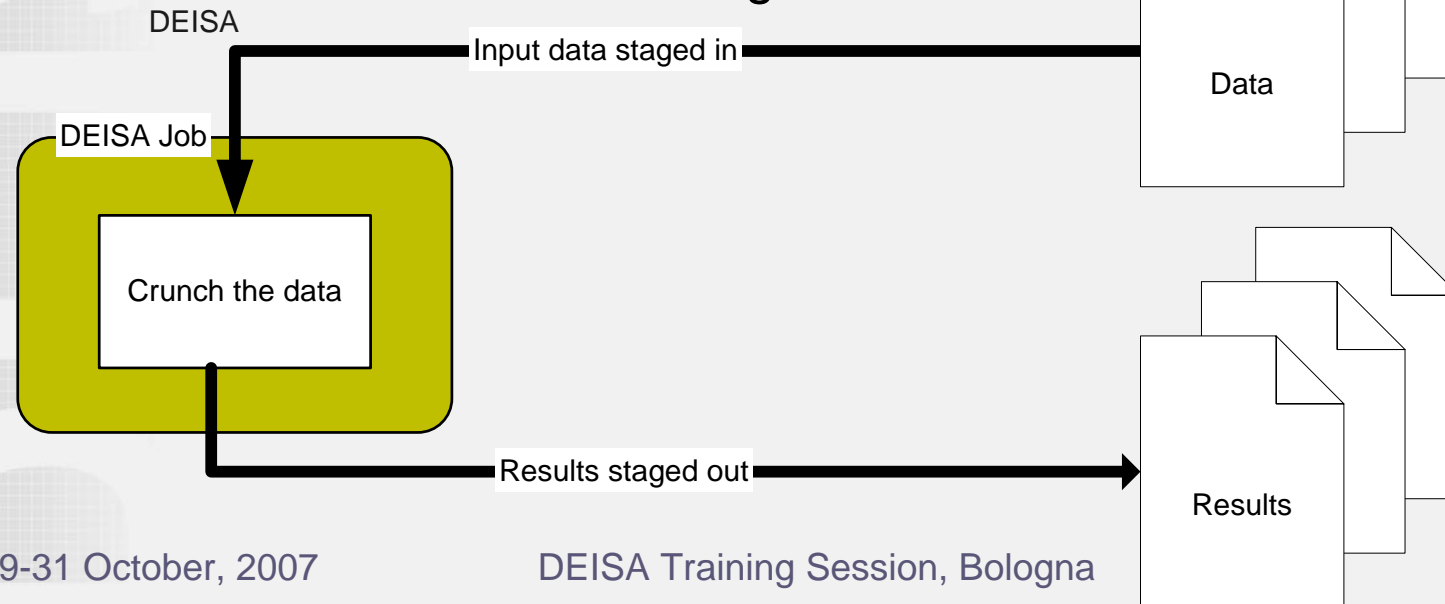 DEISA
Input data staged in
Data
DEISA Job
Crunch the data
Results staged out
Results
9-31 October, 2007
DEISA Training Session, Bologna